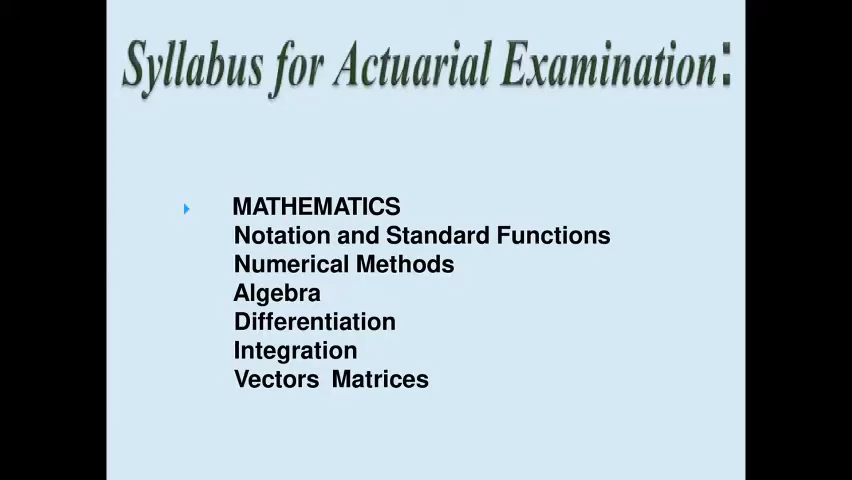 Syllabus for Actuarial Examination:
MATHEMATICS
Notation and Standard Functions
Numerical Methods
Algebra
Differentiation
Integration
Vectors Matrices